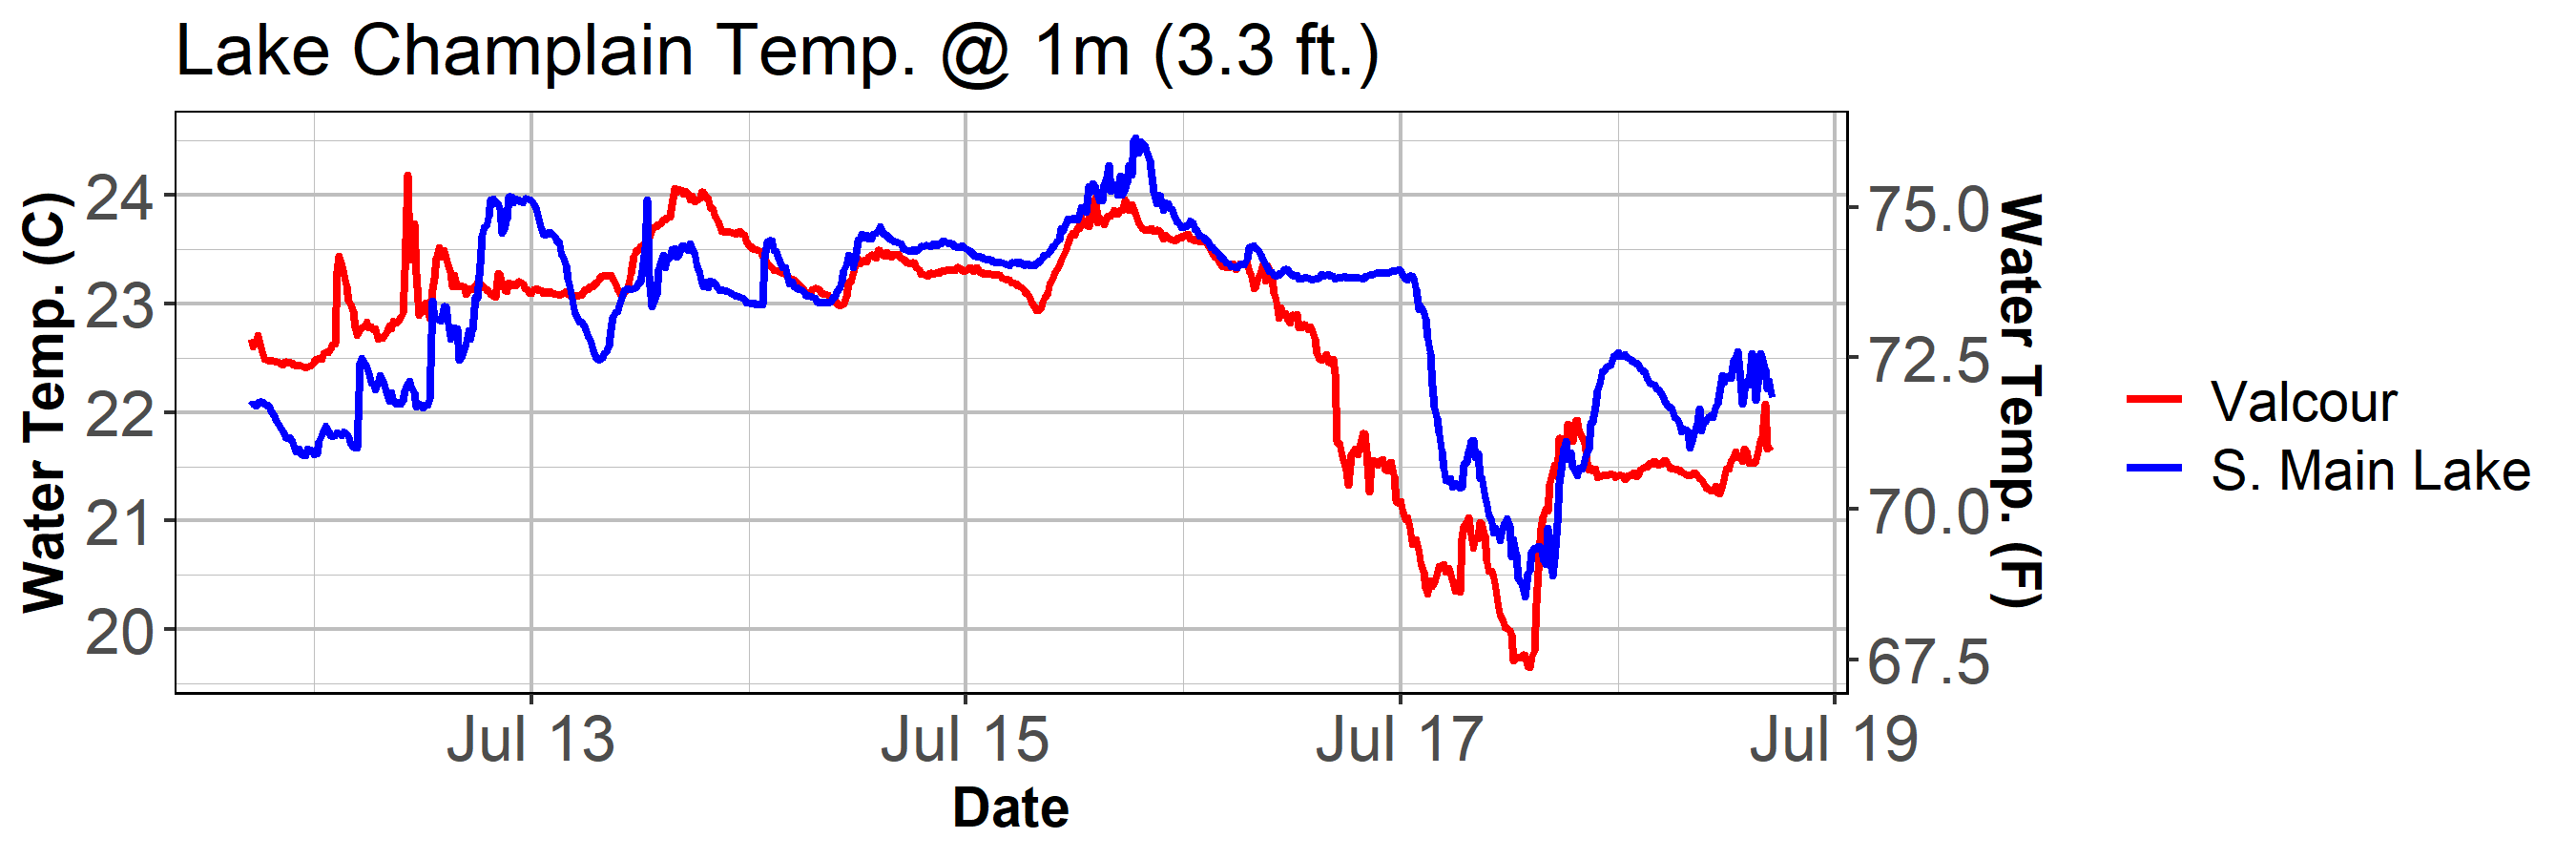 Lake Champlain Temp. @ 1m (3.3 ft.)
Water Temp. (C)
24
23
22
21
20
75.0
72.5
70.0
67.5
Water Temp. (F)
Jul 13
Jul 15
Jul 17
Jul 19
Date
Valcour
S. Main Lake